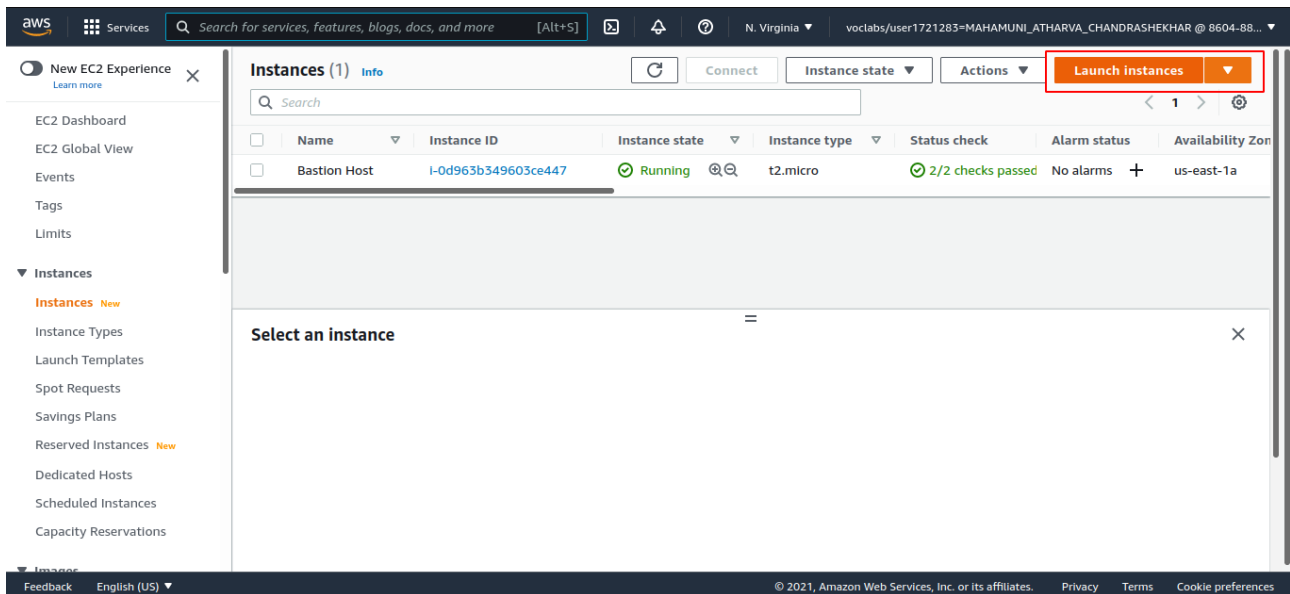 aws Services Search for services, features, blogs, docs, and more [Alt+S] N. Virginia ▼ voclabs/user1721283=MAHAMUNI_ATHARVA_CHANDRASHEKHAR @ 8604-88... ▼
New EC2 Experience
Learn more
EC2 Dashboard
EC2 Global View
Events
Tags
Limits
Instances
Instances New
Instance Types
Launch Templates
Spot Requests
Savings Plans
Reserved Instances New
Dedicated Hosts
Scheduled Instances
Capacity Reservations
Images
Instances (1) Info Connect Instance state ▼ Actions ▼ Launch instances ▼
Search < 1 >
Name Instance ID Instance state Instance type Status check Alarm status Availability Zon
Bastion Host i-0d963b349603ce447 Running t2.micro 2/2 checks passed No alarms + us-east-1a
Select an instance
Feedback English (US) ▼ © 2021, Amazon Web Services, Inc. or its affiliates. Privacy Terms Cookie preferences